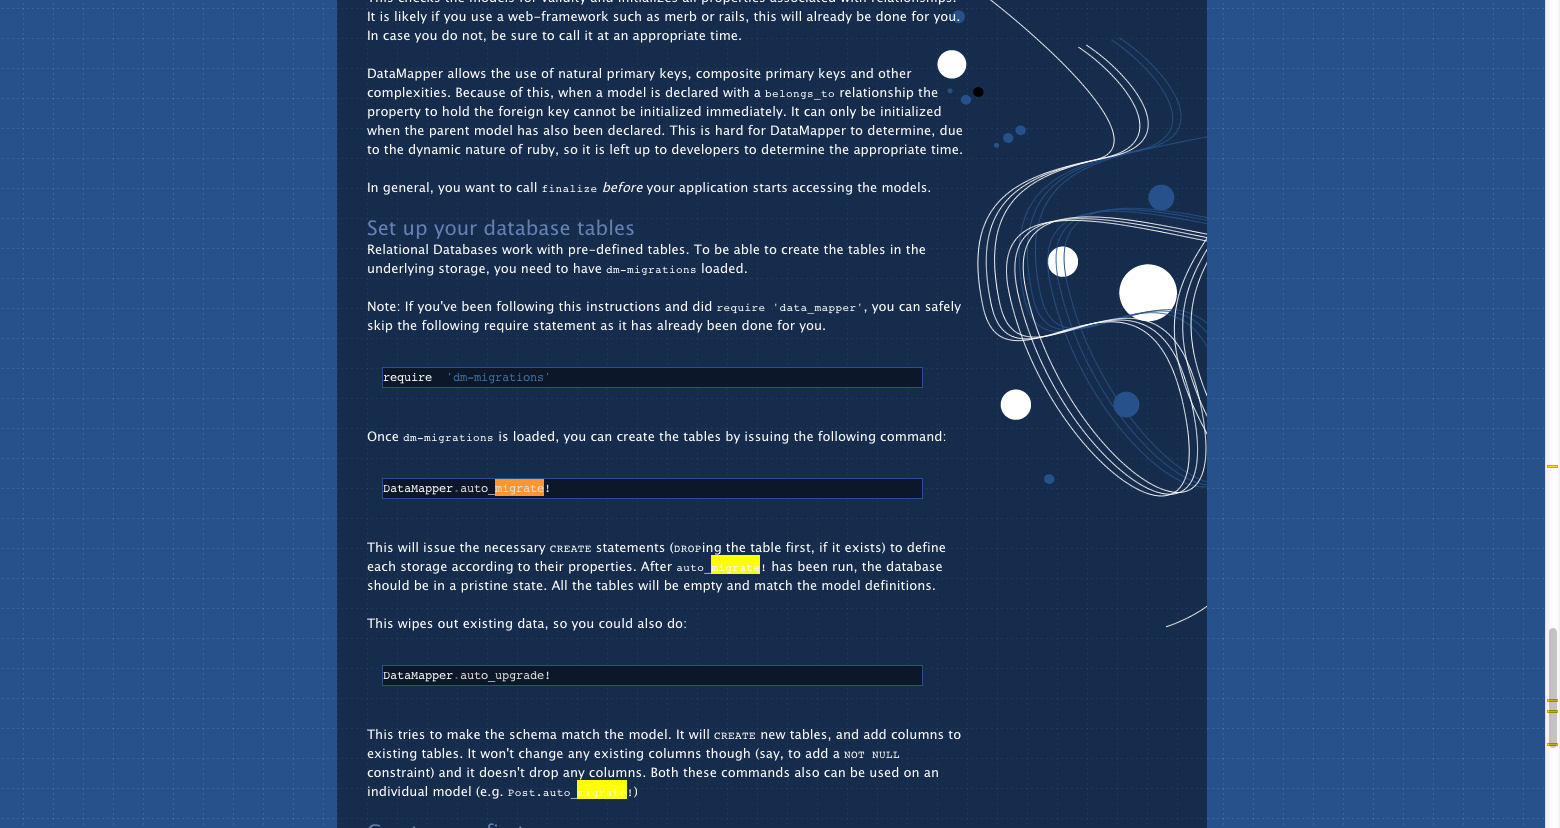 This checks the models for validity and initializes all properties associated with relationships.
It is likely if you use a web-framework such as merb or rails, this will already be done for you.
In case you do not, be sure to call it at an appropriate time.
DataMapper allows the use of natural primary keys, composite primary keys and other
complexities. Because of this, when a model is declared with a belongs_to relationship the
property to hold the foreign key cannot be initialized immediately. It can only be initialized
when the parent model has also been declared. This is hard for DataMapper to determine, due
to the dynamic nature of ruby, so it is left up to developers to determine the appropriate time.
In general, you want to call finalize before your application starts accessing the models.
Set up your database tables
Relational Databases work with pre-defined tables. To be able to create the tables in the
underlying storage, you need to have dm-migrations loaded.
Note: If you've been following this instructions and did require 'data_mapper', you can safely
skip the following require statement as it has already been done for you.
require 'dm-migrations'
Once dm-migrations is loaded, you can create the tables by issuing the following command:
DataMapper.auto_migrate!
This will issue the necessary CREATE statements (DROPing the table first, if it exists) to define
each storage according to their properties. After auto_migrate! has been run, the database
should be in a pristine state. All the tables will be empty and match the model definitions.
This wipes out existing data, so you could also do:
DataMapper.auto_upgrade!
This tries to make the schema match the model. It will CREATE new tables, and add columns to
existing tables. It won't change any existing columns though (say, to add a NOT NULL
constraint) and it doesn't drop any columns. Both these commands also can be used on an
individual model (e.g. Post.auto_migrate!)